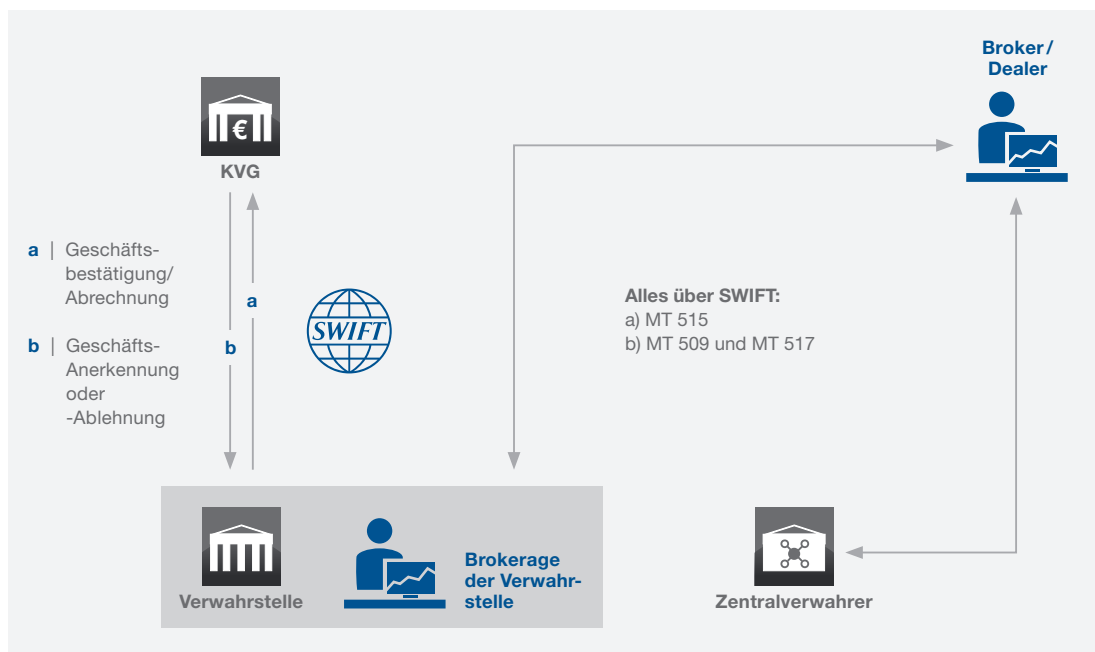 Broker/
Dealer
KVG
a | Geschäfts-
bestätigung/
Abrechnung
b | Geschäfts-
Anerkennung
oder
-Ablehnung
a
b
SWIFT
Alles über SWIFT:
a) MT 515
b) MT 509 und MT 517
Verwahrstelle
Brokerage
der Verwahr-
stelle
Zentralverwahrer